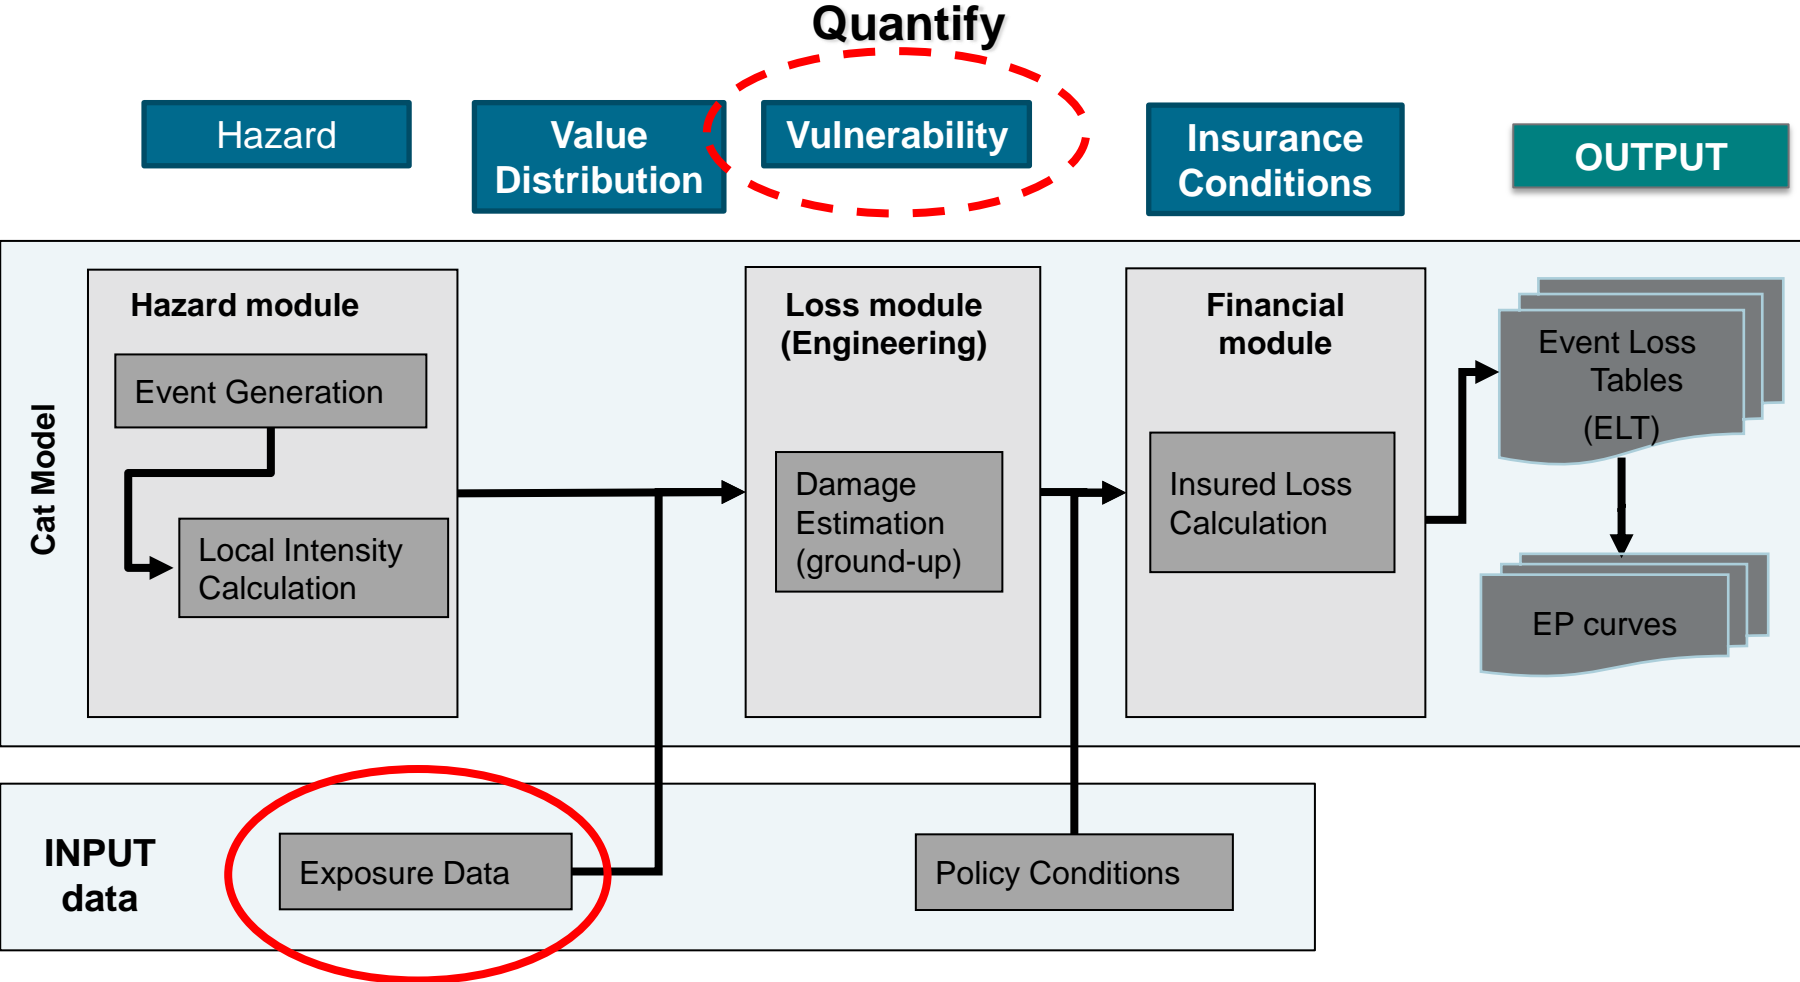 Quantify
Hazard
Value
Distribution
Vulnerability
Insurance
Conditions
OUTPUT
Cat Model
Hazard module
Event Generation
Local Intensity
Calculation
Loss module
(Engineering)
Damage
Estimation
(ground-up)
Financial
module
Insured Loss
Calculation
Event Loss
Tables
(ELT)
EP curves
INPUT
data
Exposure Data
Policy Conditions